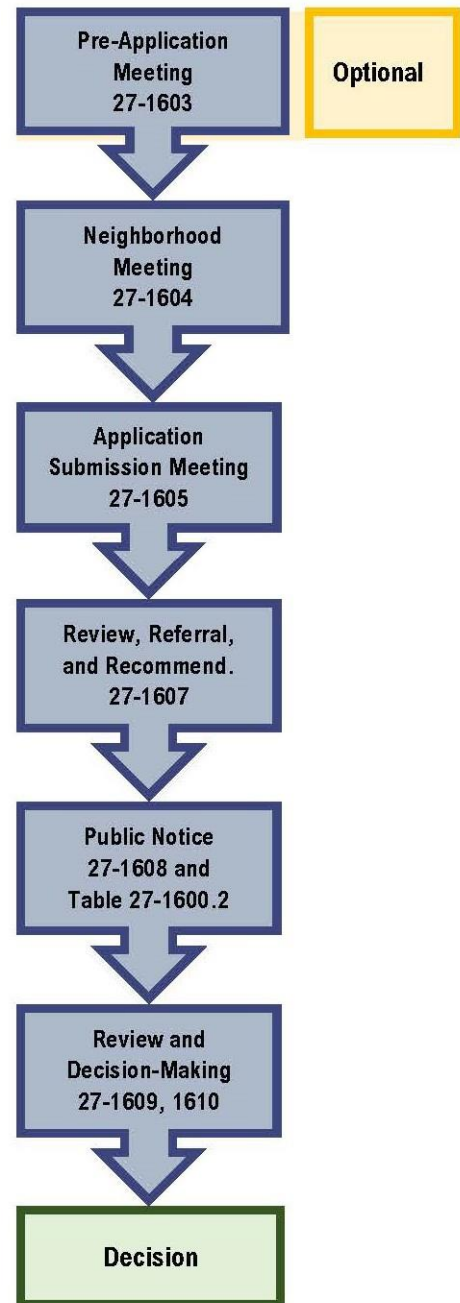 Pre-Application
Meeting
27-1603
Optional
Neighborhood
Meeting
27-1604
Application
Submission Meeting
27-1605
Review, Referral,
and Recommend.
27-1607
Public Notice
27-1608 and
Table 27-1600.2
Review and
Decision-Making
27-1609, 1610
Decision